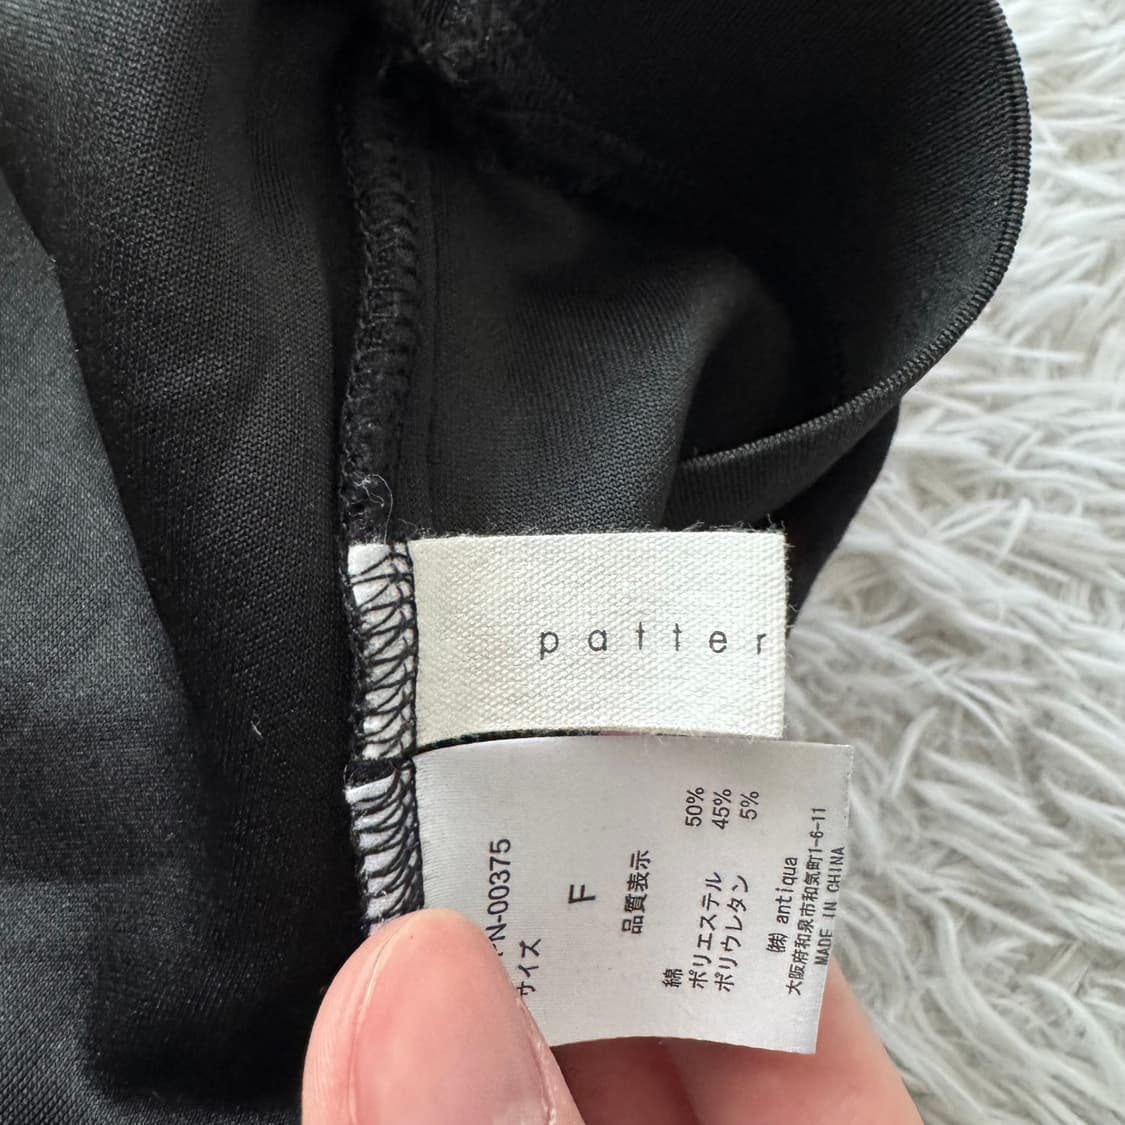 patter
N-00375
サイズ
F
品質表示
綿 50%
ポリエステル 45%
ポリウレタン 5%
㈱ antiqua
大阪府和泉市和気町1-6-11
MADE IN CHINA